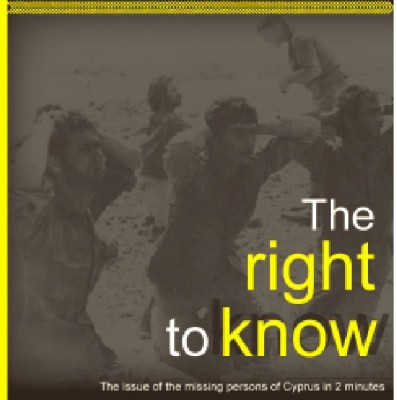 The
right
to know
The issue of the missing persons of Cyprus in 2 minutes